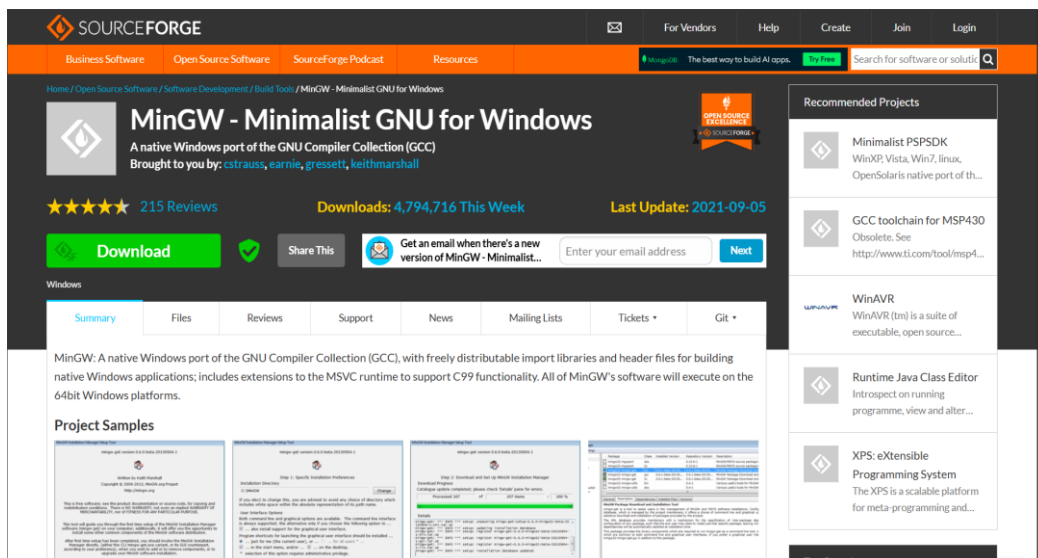 SOURCEFORGE
For Vendors Help Create Join Login
Business Software Open Source Software SourceForge Podcast Resources
MongoDB The best way to build AI apps. Try Free
Search for software or solutic
Home / Open Source Software / Software Development / Build Tools / MinGW - Minimalist GNU for Windows
MinGW - Minimalist GNU for Windows
A native Windows port of the GNU Compiler Collection (GCC)
Brought to you by: cstrauss, earnie, gressett, keithmarshall
OPEN SOURCE
EXCELLENCE
SOURCEFORGE
215 Reviews
Downloads: 4,794,716 This Week
Last Update: 2021-09-05
Download
Share This
Get an email when there's a new
version of MinGW - Minimalist...
Enter your email address
Next
Windows
Summary Files Reviews Support News Mailing Lists Tickets Git
MinGW: A native Windows port of the GNU Compiler Collection (GCC), with freely distributable import libraries and header files for building
native Windows applications; includes extensions to the MSVC runtime to support C99 functionality. All of MinGW's software will execute on the
64bit Windows platforms.
Project Samples
Recommended Projects
Minimalist PSPSDK
WinXP, Vista, Win7, linux,
OpenSolaris native port of th...
GCC toolchain for MSP430
Obsolete. See
http://www.ti.com/tool/msp4...
WINAVR
WinAVR
WinAVR (tm) is a suite of
executable, open source...
Runtime Java Class Editor
Introspect on running
programme, view and alter...
XPS: eXtensible
Programming System
The XPS is a scalable platform
for meta-programming and...